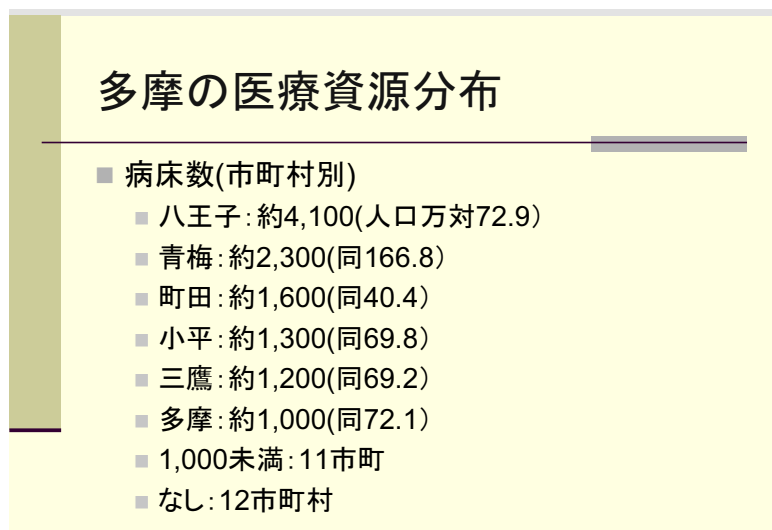 多摩の医療資源分布
病床数(市町村別)
八王子：約4,100(人口万対72.9）
青梅：約2,300(同166.8）
町田：約1,600(同40.4）
小平：約1,300(同69.8）
三鷹：約1,200(同69.2）
多摩：約1,000(同72.1）
1,000未満：11市町
なし：12市町村